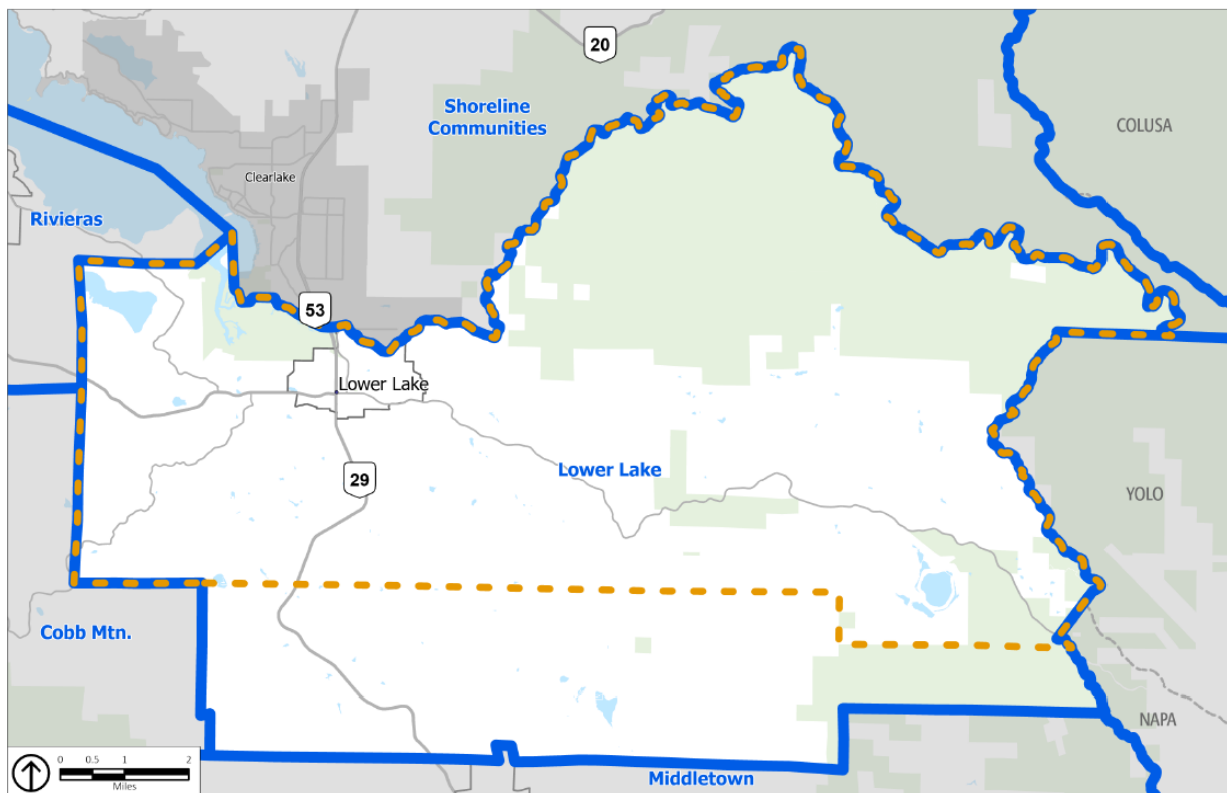 20
Shoreline
Communities
COLUSA
Clearlake
Rivieras
53
Lower Lake
Lower Lake
29
YOLO
Cobb Mtn.
NAPA
0 0.5 1 2
Miles
Middletown